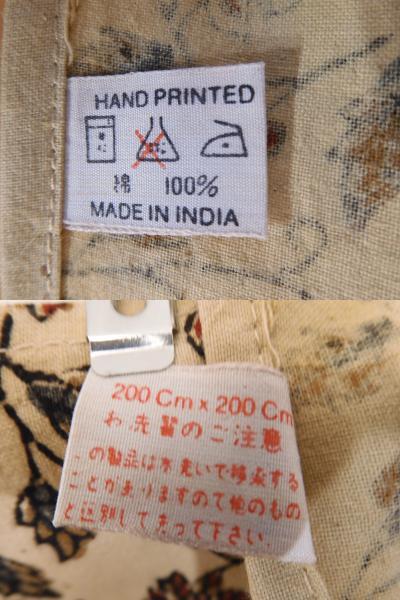 HAND PRINTED
綿 100%
MADE IN INDIA
200 Cm x 200 Cm
お洗濯のご注意
の製品は水洗いで移染する
ことがありますので他のもの
と区別して洗って下さい。